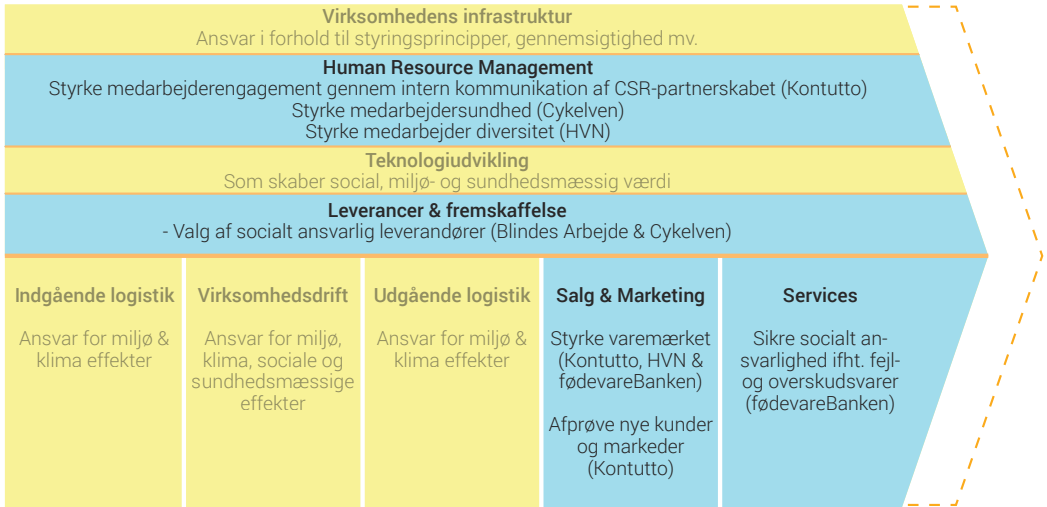 Virksomhedens infrastruktur
Ansvar i forhold til styringsprincipper, gennemsigtighed mv.
Human Resource Management
Styrke medarbejderengagement gennem intern kommunikation af CSR-partnerskabet (Kontutto)
Styrke medarbejdersundhed (Cykelven)
Styrke medarbejder diversitet (HVN)
Teknologiudvikling
Som skaber social, miljø- og sundhedsmæssig værdi
Leverancer & fremskaffelse
- Valg af socialt ansvarlig leverandører (Blindes Arbejde & Cykelven)
Indgående logistik
Ansvar for miljø &
klima effekter
Virksomhedsdrift
Ansvar for miljø,
klima, sociale og
sundhedsmæssige
effekter
Udgående logistik
Ansvar for miljø &
klima effekter
Salg & Marketing
Styrke varemærket
(Kontutto, HVN &
fødevareBanken)
Afprøve nye kunder
og markeder
(Kontutto)
Services
Sikre socialt an-
svarlighed ifht. fejl-
og overskudsvarer
(fødevareBanken)